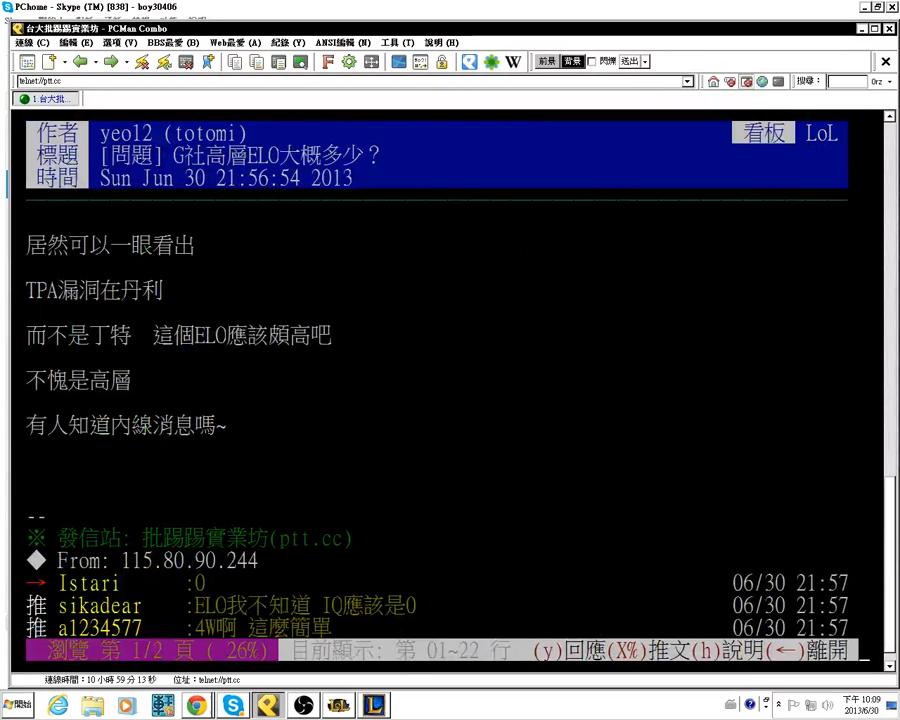 PChome - Skype (TM) [838] - boy30406
台大批踢踢實業坊 - PCMan Combo
連線 (C) 編輯 (E) 選項 (V) BBS最愛 (B) Web最愛 (A) 紀錄 (Y) ANSI編輯 (N) 工具 (T) 說明 (H)
前景 背景 閃爍 送出
telnet://ptt.cc 搜尋： Orz
1.台大批...
作者 yeo12 (totomi) 看板 LoL
標題 [問題] G社高層ELO大概多少？
時間 Sun Jun 30 21:56:54 2013
居然可以一眼看出
TPA漏洞在丹利
而不是丁特 這個ELO應該頗高吧
不愧是高層
有人知道內線消息嗎~
--
※ 發信站: 批踢踢實業坊(ptt.cc)
◆ From: 115.80.90.244
→ Istari :0 06/30 21:57
推 sikadear :ELO我不知道 IQ應該是0 06/30 21:57
推 a1234577 :4W啊 這麼簡單 06/30 21:57
瀏覽 第 1/2 頁 ( 26%) 目前顯示: 第 01~22 行 (y)回應(X%)推文(h)說明(←)離開
連線時間：10 小時 59 分 13 秒 位址：telnet://ptt.cc
開始 下午 10:09
2013/6/30